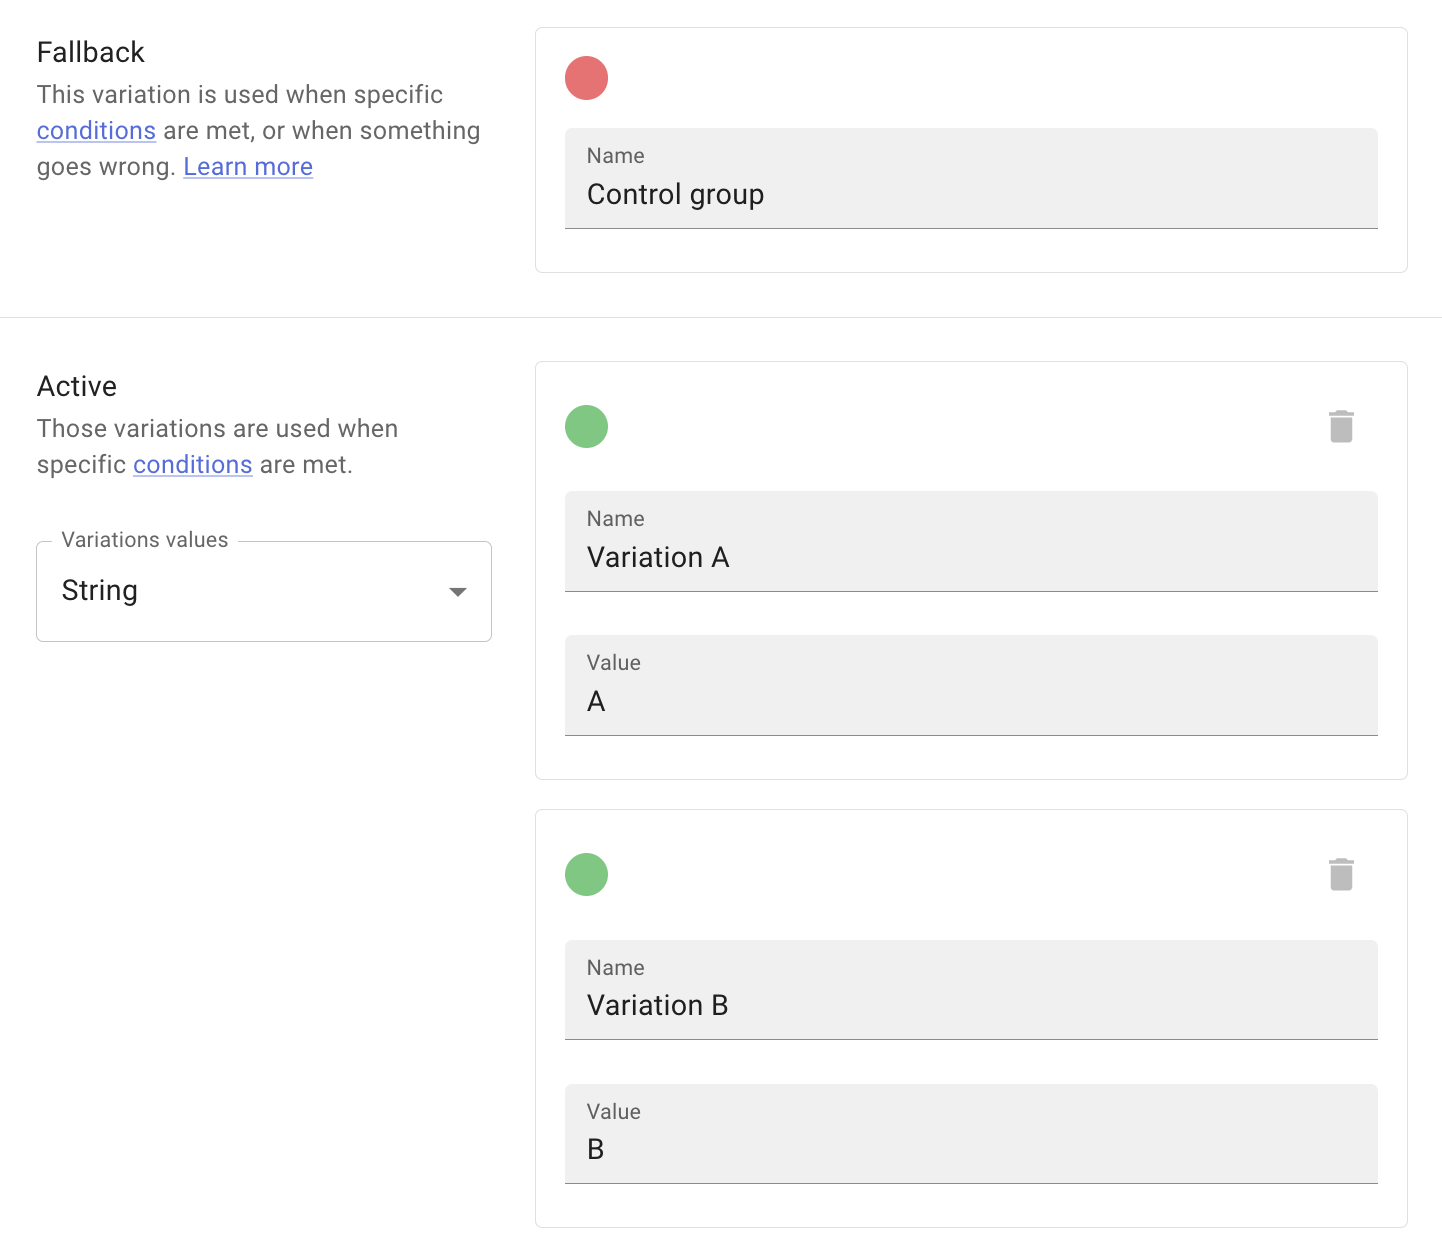 Fallback
This variation is used when specific
conditions are met, or when something
goes wrong. Learn more
Name
Control group
Active
Those variations are used when
specific conditions are met.
Variations values
String
Name
Variation A
Value
A
Name
Variation B
Value
B